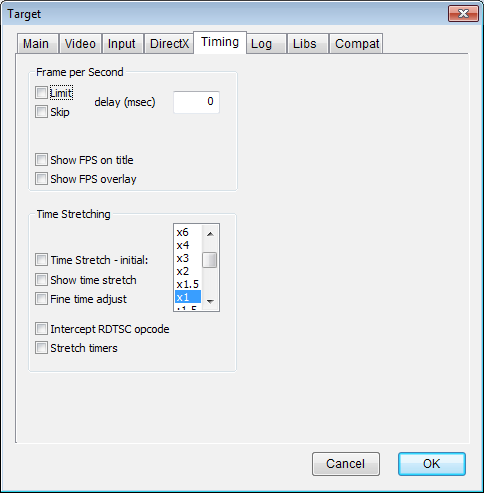 Target
Main Video Input DirectX Timing Log Libs Compat
Frame per Second
Limit
delay (msec) 0
Skip
Show FPS on title
Show FPS overlay
Time Stretching
x6
x4
x3
Time Stretch - initial:
x2
Show time stretch
x1.5
Fine time adjust
x1
Intercept RDTSC opcode
Stretch timers
Cancel OK